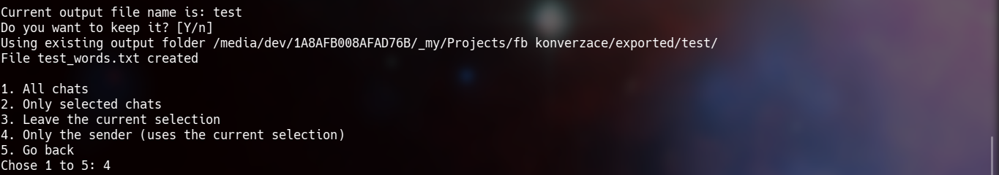 Current output file name is: test
Do you want to keep it? [Y/n]
Using existing output folder /media/dev/1A8AFB008AFAD76B/_my/Projects/fb konverzace/exported/test/
File test_words.txt created
1. All chats
2. Only selected chats
3. Leave the current selection
4. Only the sender (uses the current selection)
5. Go back
Chose 1 to 5: 4